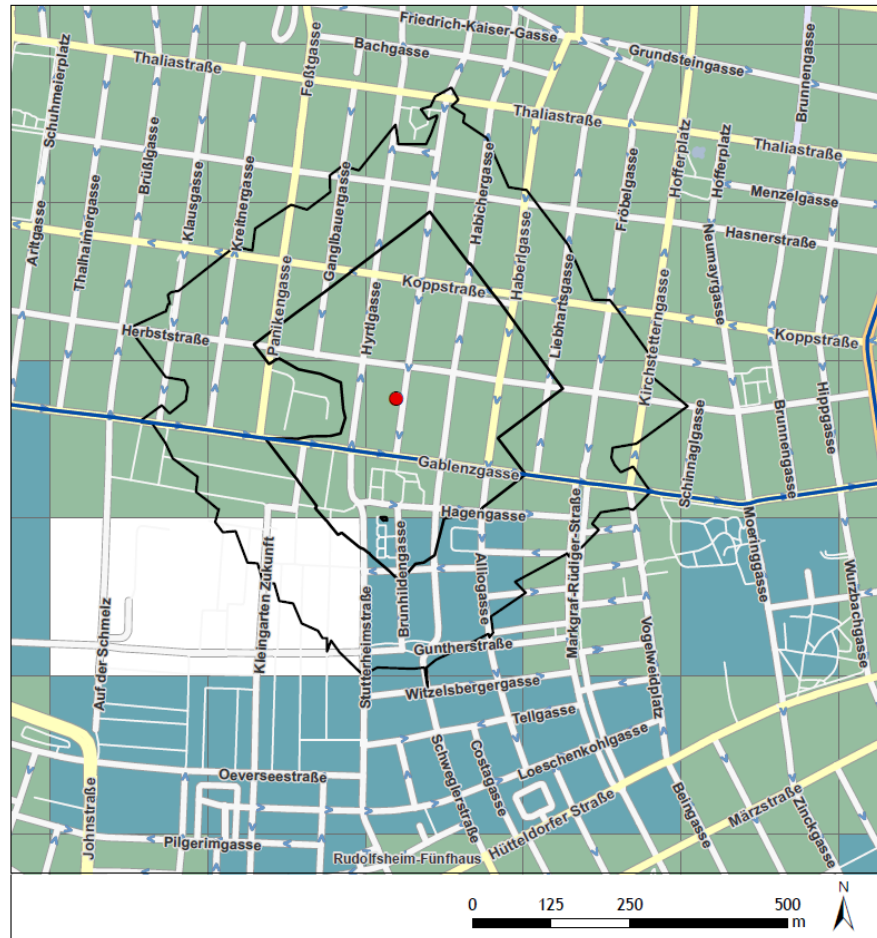 Friedrich-Kaiser-Gasse
Grundsteingasse
Bachgasse
Thaliastraße
Feßtgasse
Schuhmeierplatz
Brunnengasse
Thaliastraße
Thaliastraße
Hofferplatz
Hofferplatz
Menzelgasse
Hasnerstraße
Arltgasse
Thalhaimergasse
Brüßlgasse
Klausgasse
Kreitnergasse
Ganglbauergasse
Habichergasse
Haberlgasse
Fröbelgasse
Neumayrgasse
Koppstraße
Panikengasse
Hyrtlgasse
Liebhartsgasse
Kirchstetterngasse
Koppstraße
Herbststraße
Gablenzgasse
Schinnaglgasse
Brunnengasse
Hippgasse
Hagengasse
Markgraf-Rüdiger-Straße
Moeringgasse
Wurzbachgasse
Kleingarten Zukunft
Brunhildengasse
Alliogasse
Auf der Schmelz
Stutterheimstraße
Guntherstraße
Vogelweidplatz
Witzelsbergergasse
Tellgasse
Loeschenkohlgasse
Schweglerstraße
Costagasse
Oeverseestraße
Hütteldorfer Straße
Beingasse
Märzstraße
Zinckgasse
Johnstraße
Pilgerimgasse
Rudolfsheim-Fünfhaus
0 125 250 500
m
N